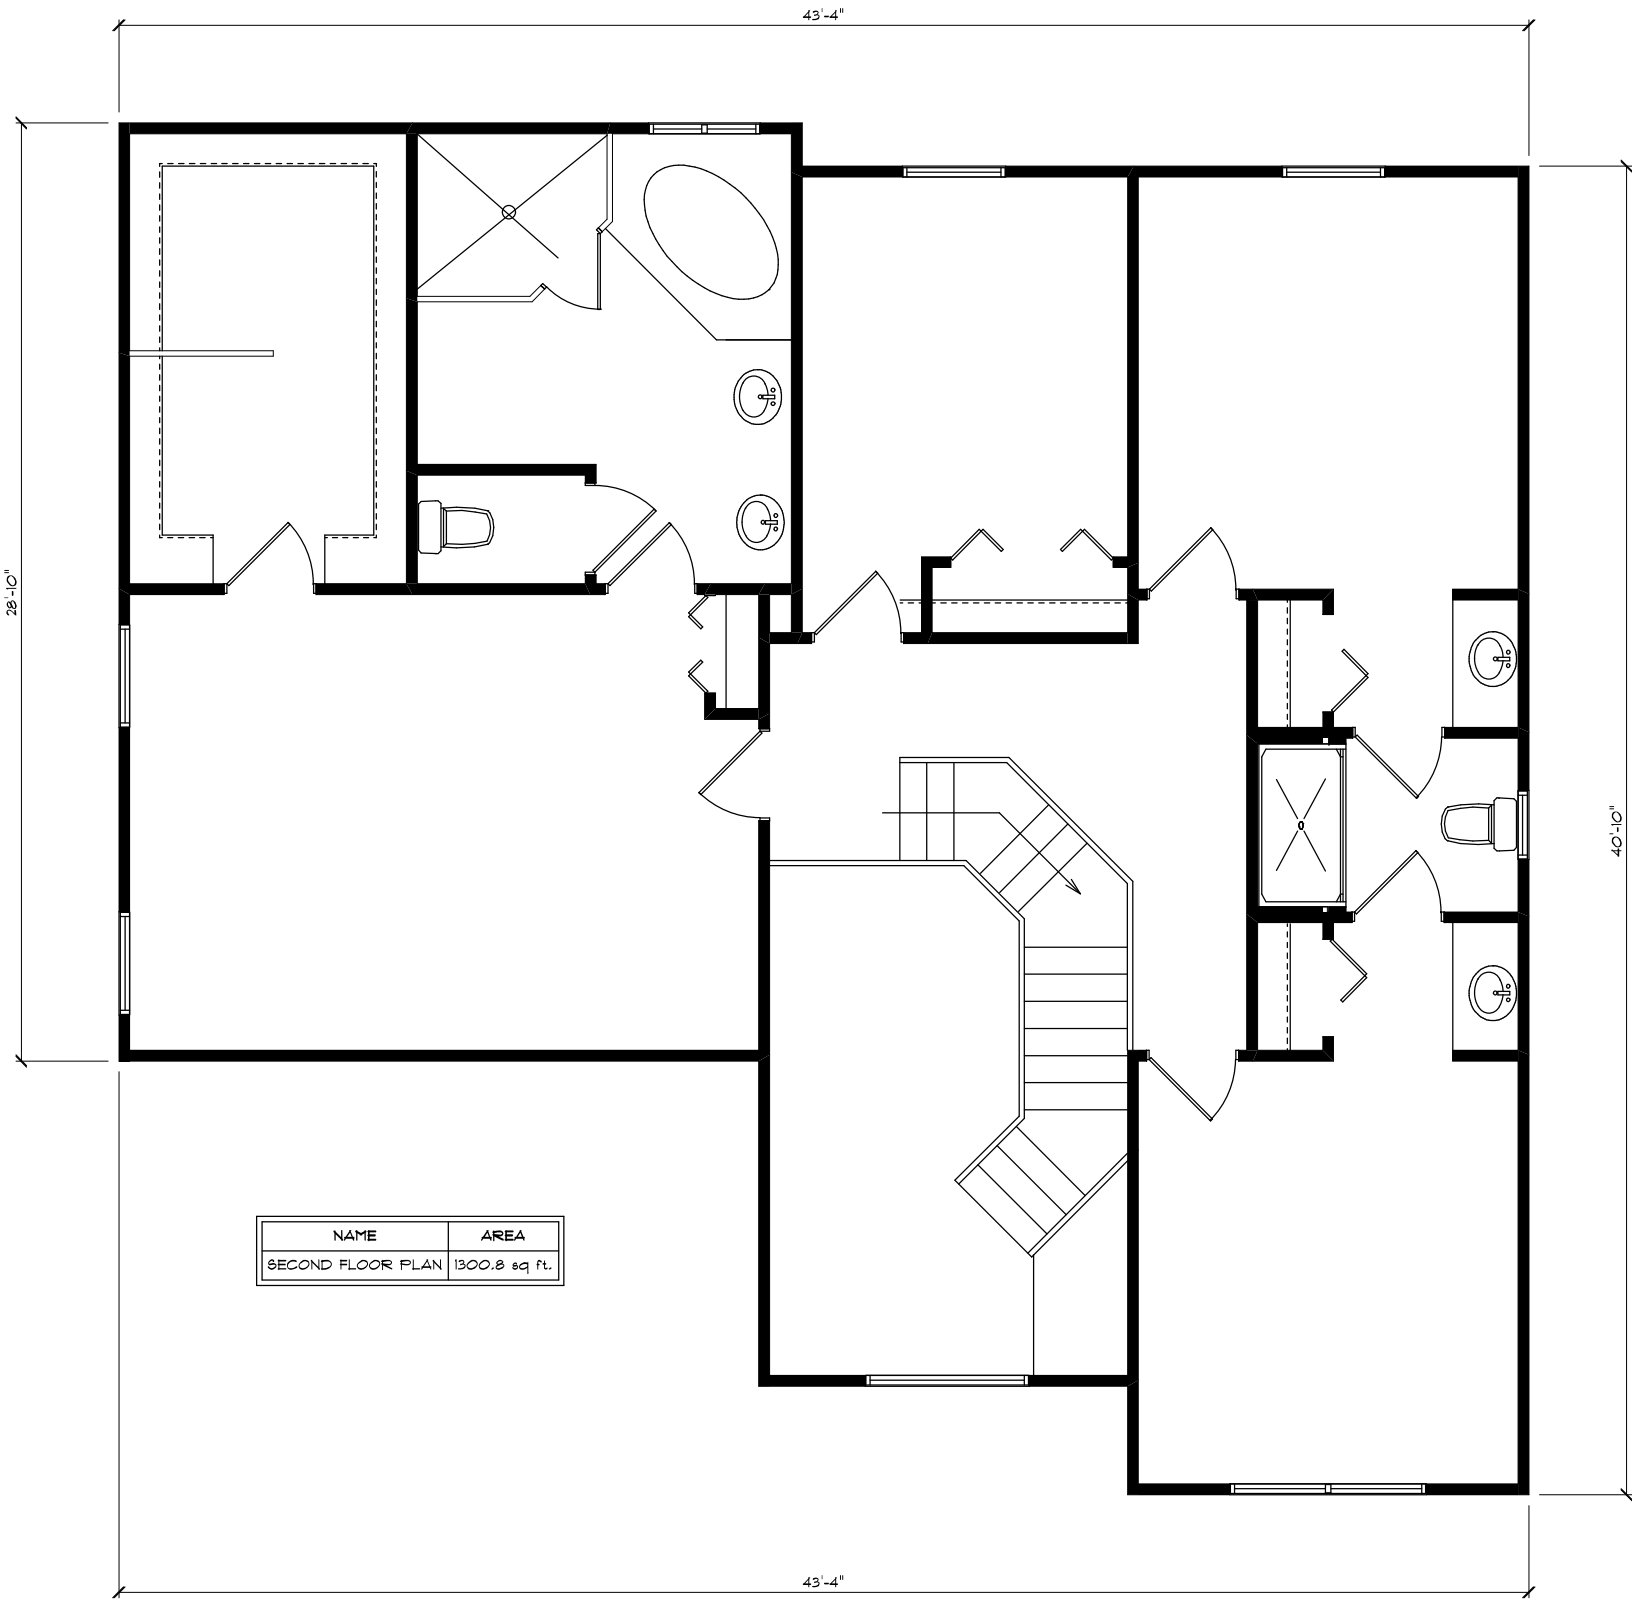 43'-4"
28'-10"
40'-10"
NAME AREA
SECOND FLOOR PLAN 1300.8 sq ft.
43'-4"